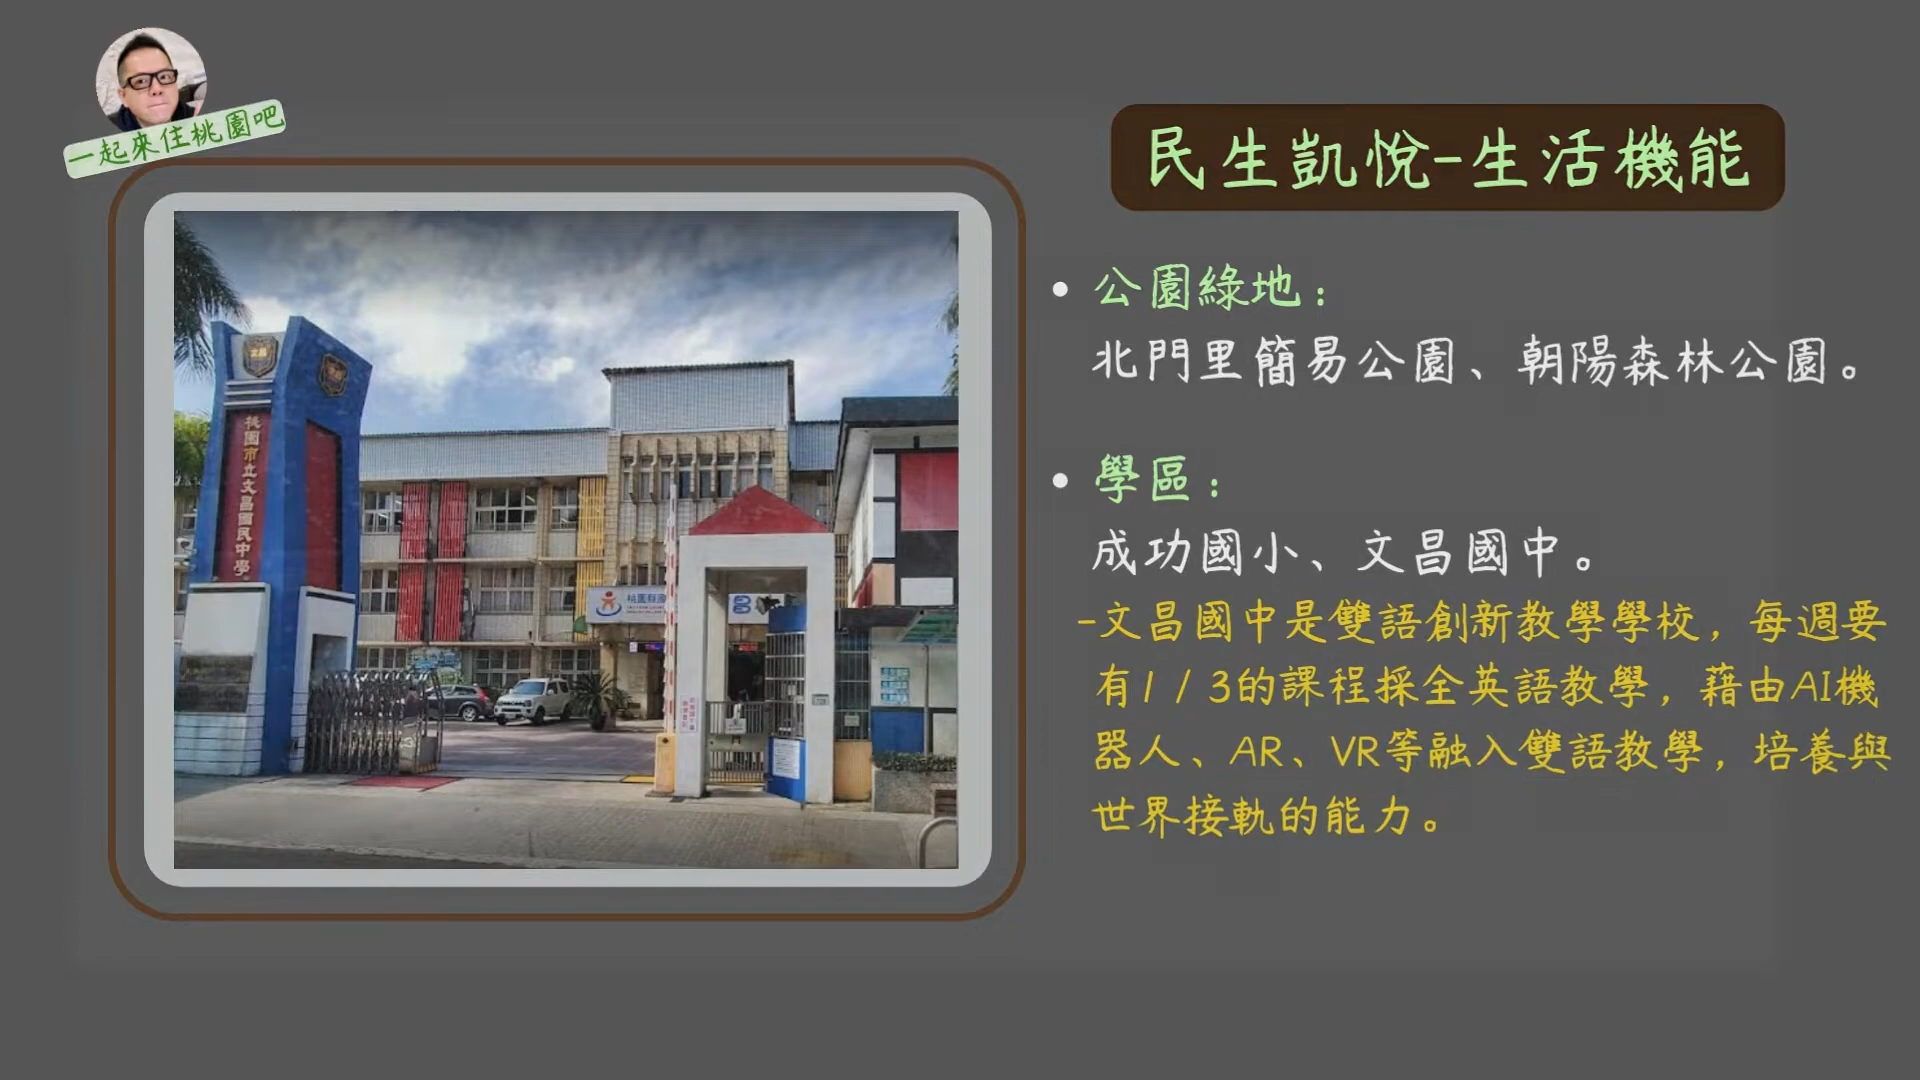 一起來住桃園吧
民生凱悅-生活機能
桃園市立文昌國民中學
公園綠地：
北門里簡易公園、朝陽森林公園。
學區：
成功國小、文昌國中。
-文昌國中是雙語創新教學學校，每週要
有1/3的課程採全英語教學，藉由AI機
器人、AR、VR等融入雙語教學，培養與
世界接軌的能力。